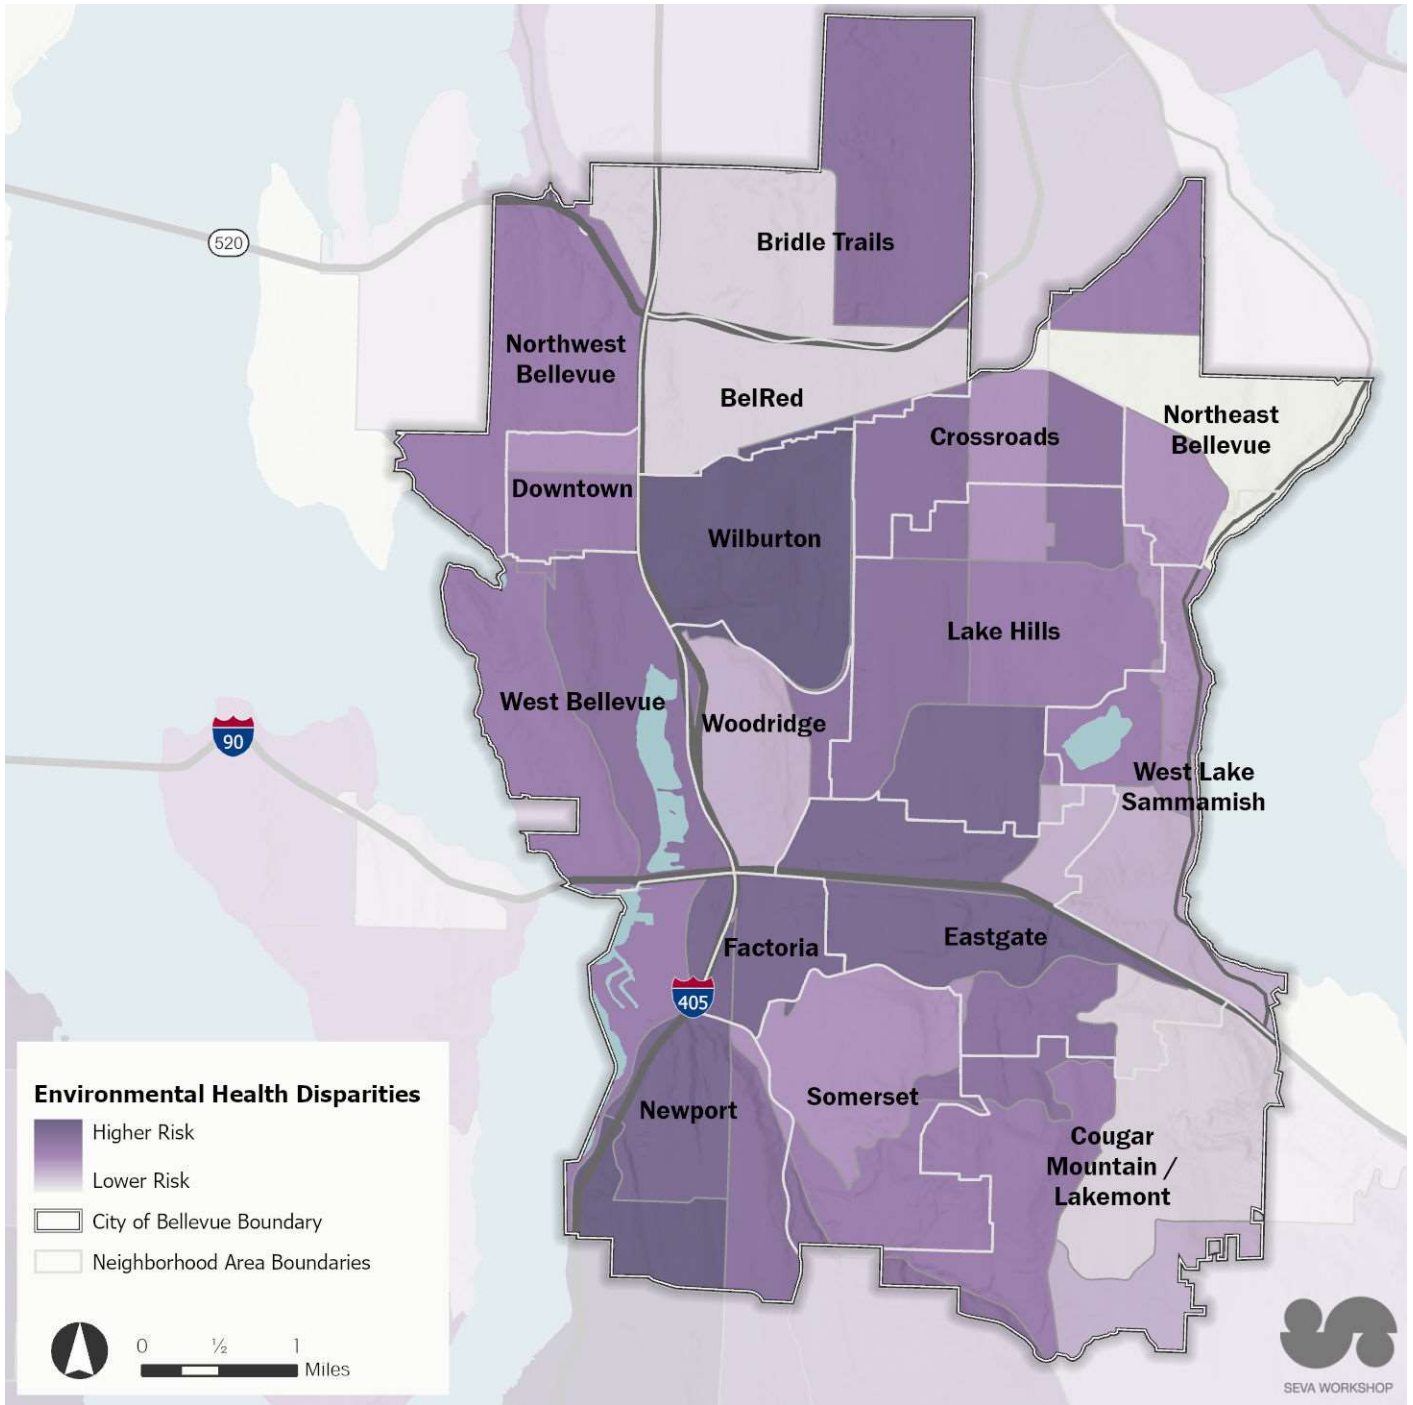 520
Bridle Trails
Northwest
Bellevue
BelRed
Northeast
Bellevue
Crossroads
Downtown
Wilburton
Lake Hills
West Bellevue
Woodridge
90
West Lake
Sammamish
Factoria
Eastgate
405
Newport
Somerset
Cougar
Mountain /
Lakemont
Environmental Health Disparities
Higher Risk
Lower Risk
City of Bellevue Boundary
Neighborhood Area Boundaries
0 ½ 1
Miles
SEVA WORKSHOP